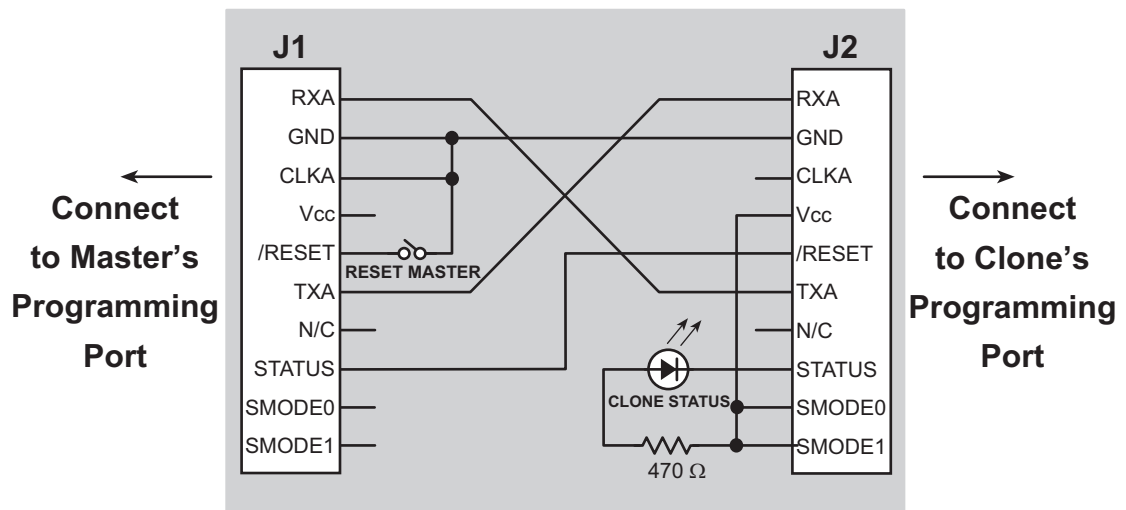 J1
J2
RXA
GND
CLKA
Vcc
/RESET
TXA
N/C
STATUS
SMODE0
SMODE1
RESET MASTER
RXA
GND
CLKA
Vcc
/RESET
TXA
N/C
STATUS
SMODE0
SMODE1
CLONE STATUS
470 Ω
Connect
to Master’s
Programming
Port
Connect
to Clone’s
Programming
Port